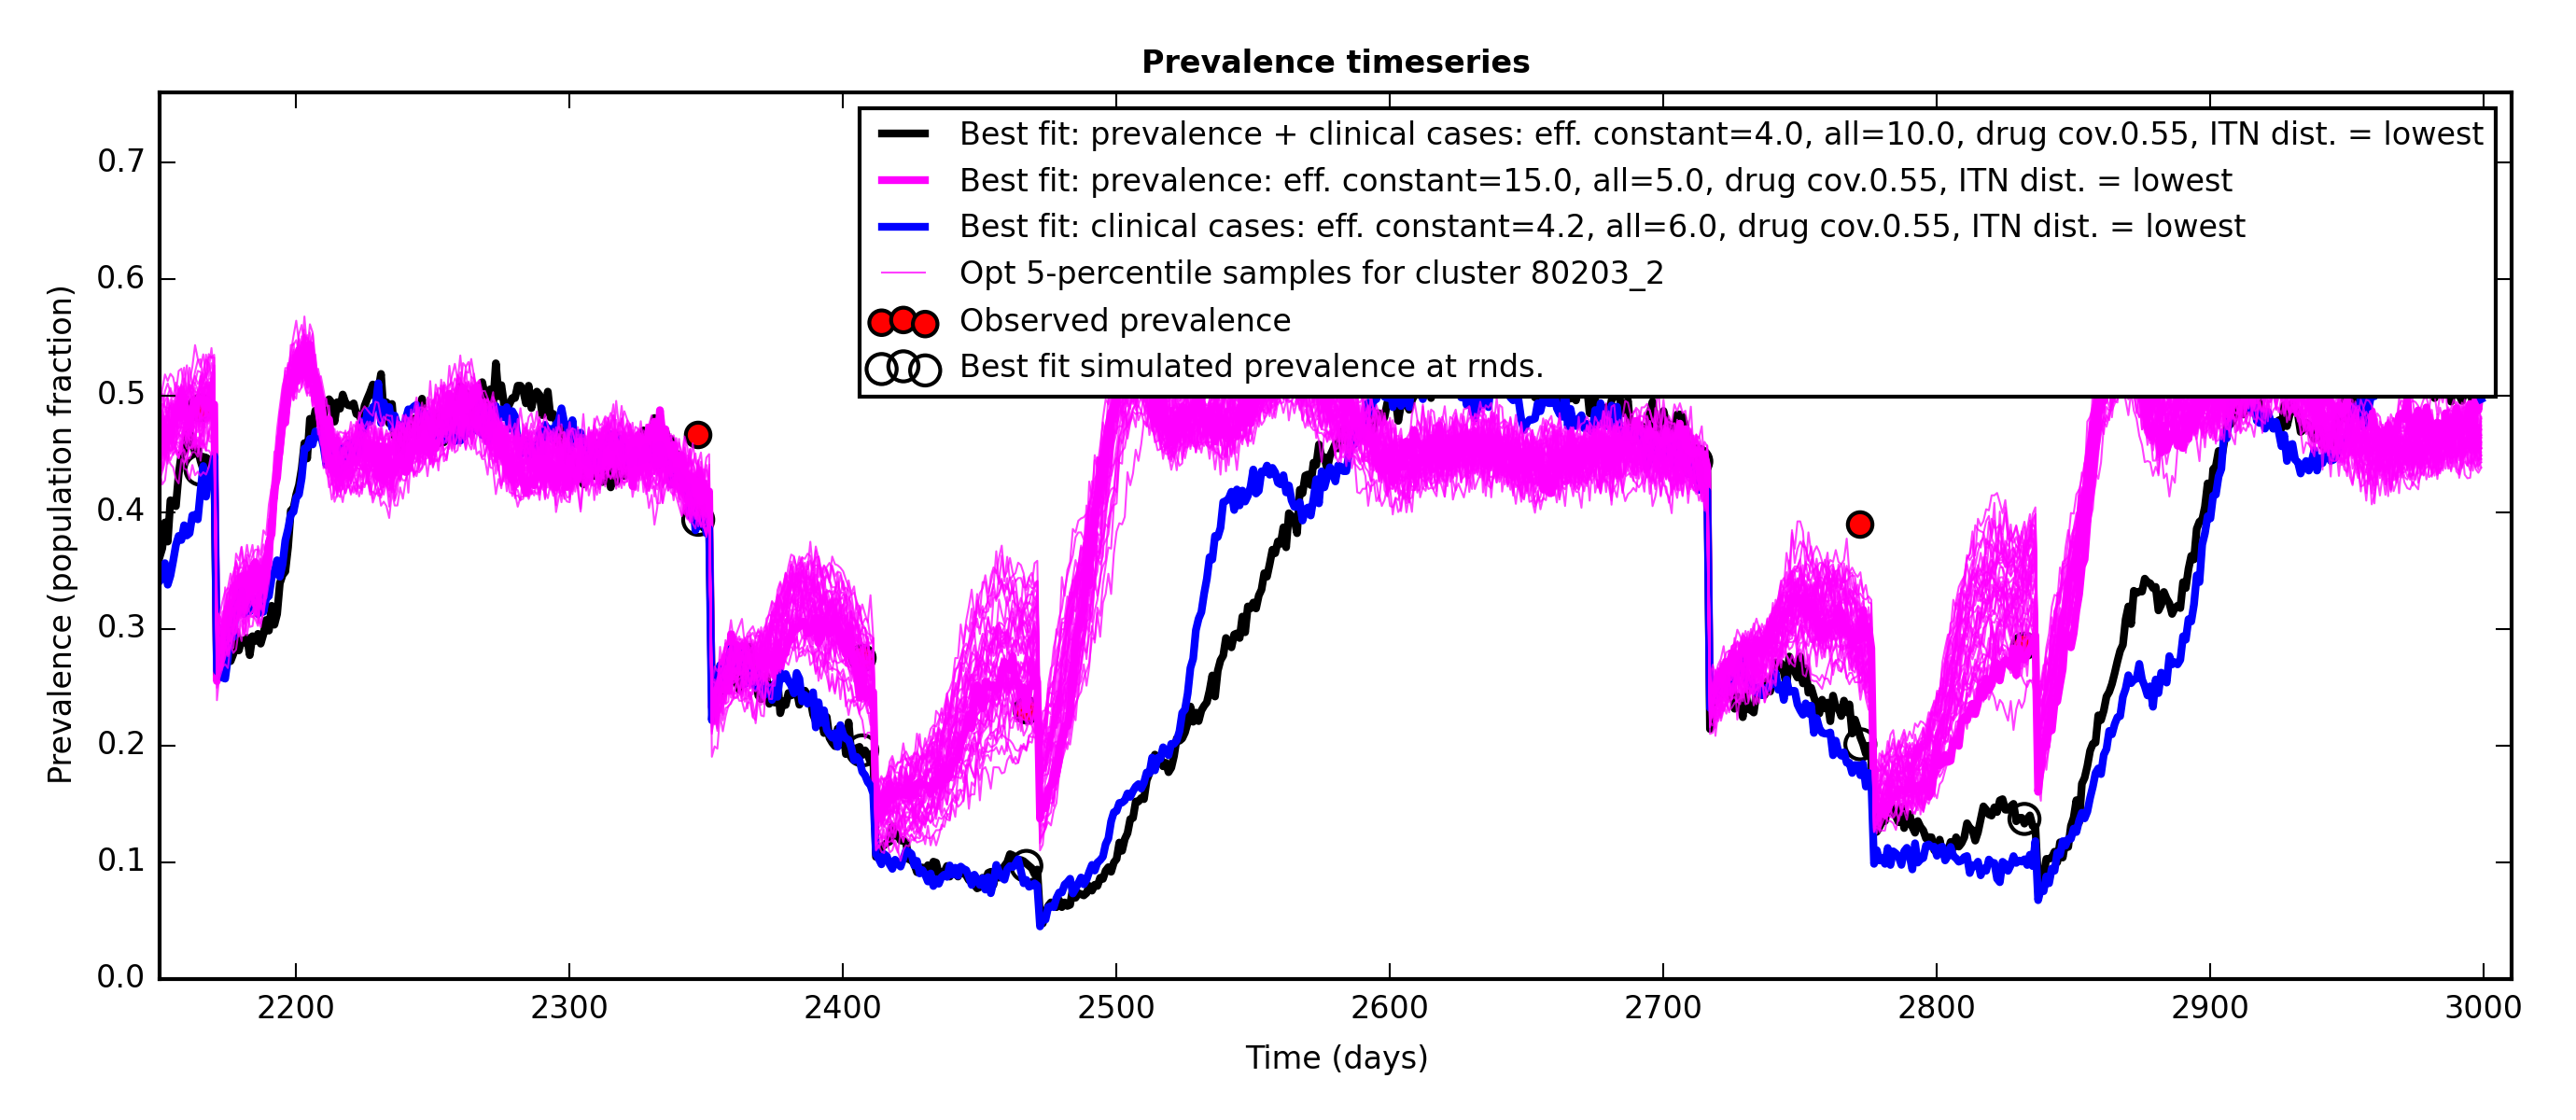 Prevalence timeseries
Best fit: prevalence + clinical cases: eff. constant=4.0, all=10.0, drug cov.0.55, ITN dist. = lowest
Best fit: prevalence: eff. constant=15.0, all=5.0, drug cov.0.55, ITN dist. = lowest
Best fit: clinical cases: eff. constant=4.2, all=6.0, drug cov.0.55, ITN dist. = lowest
Opt 5-percentile samples for cluster 80203_2
Observed prevalence
Best fit simulated prevalence at rnds.
Prevalence (population fraction)
0.7
0.6
0.5
0.4
0.3
0.2
0.1
0.0
2200 2300 2400 2500 2600 2700 2800 2900 3000
Time (days)